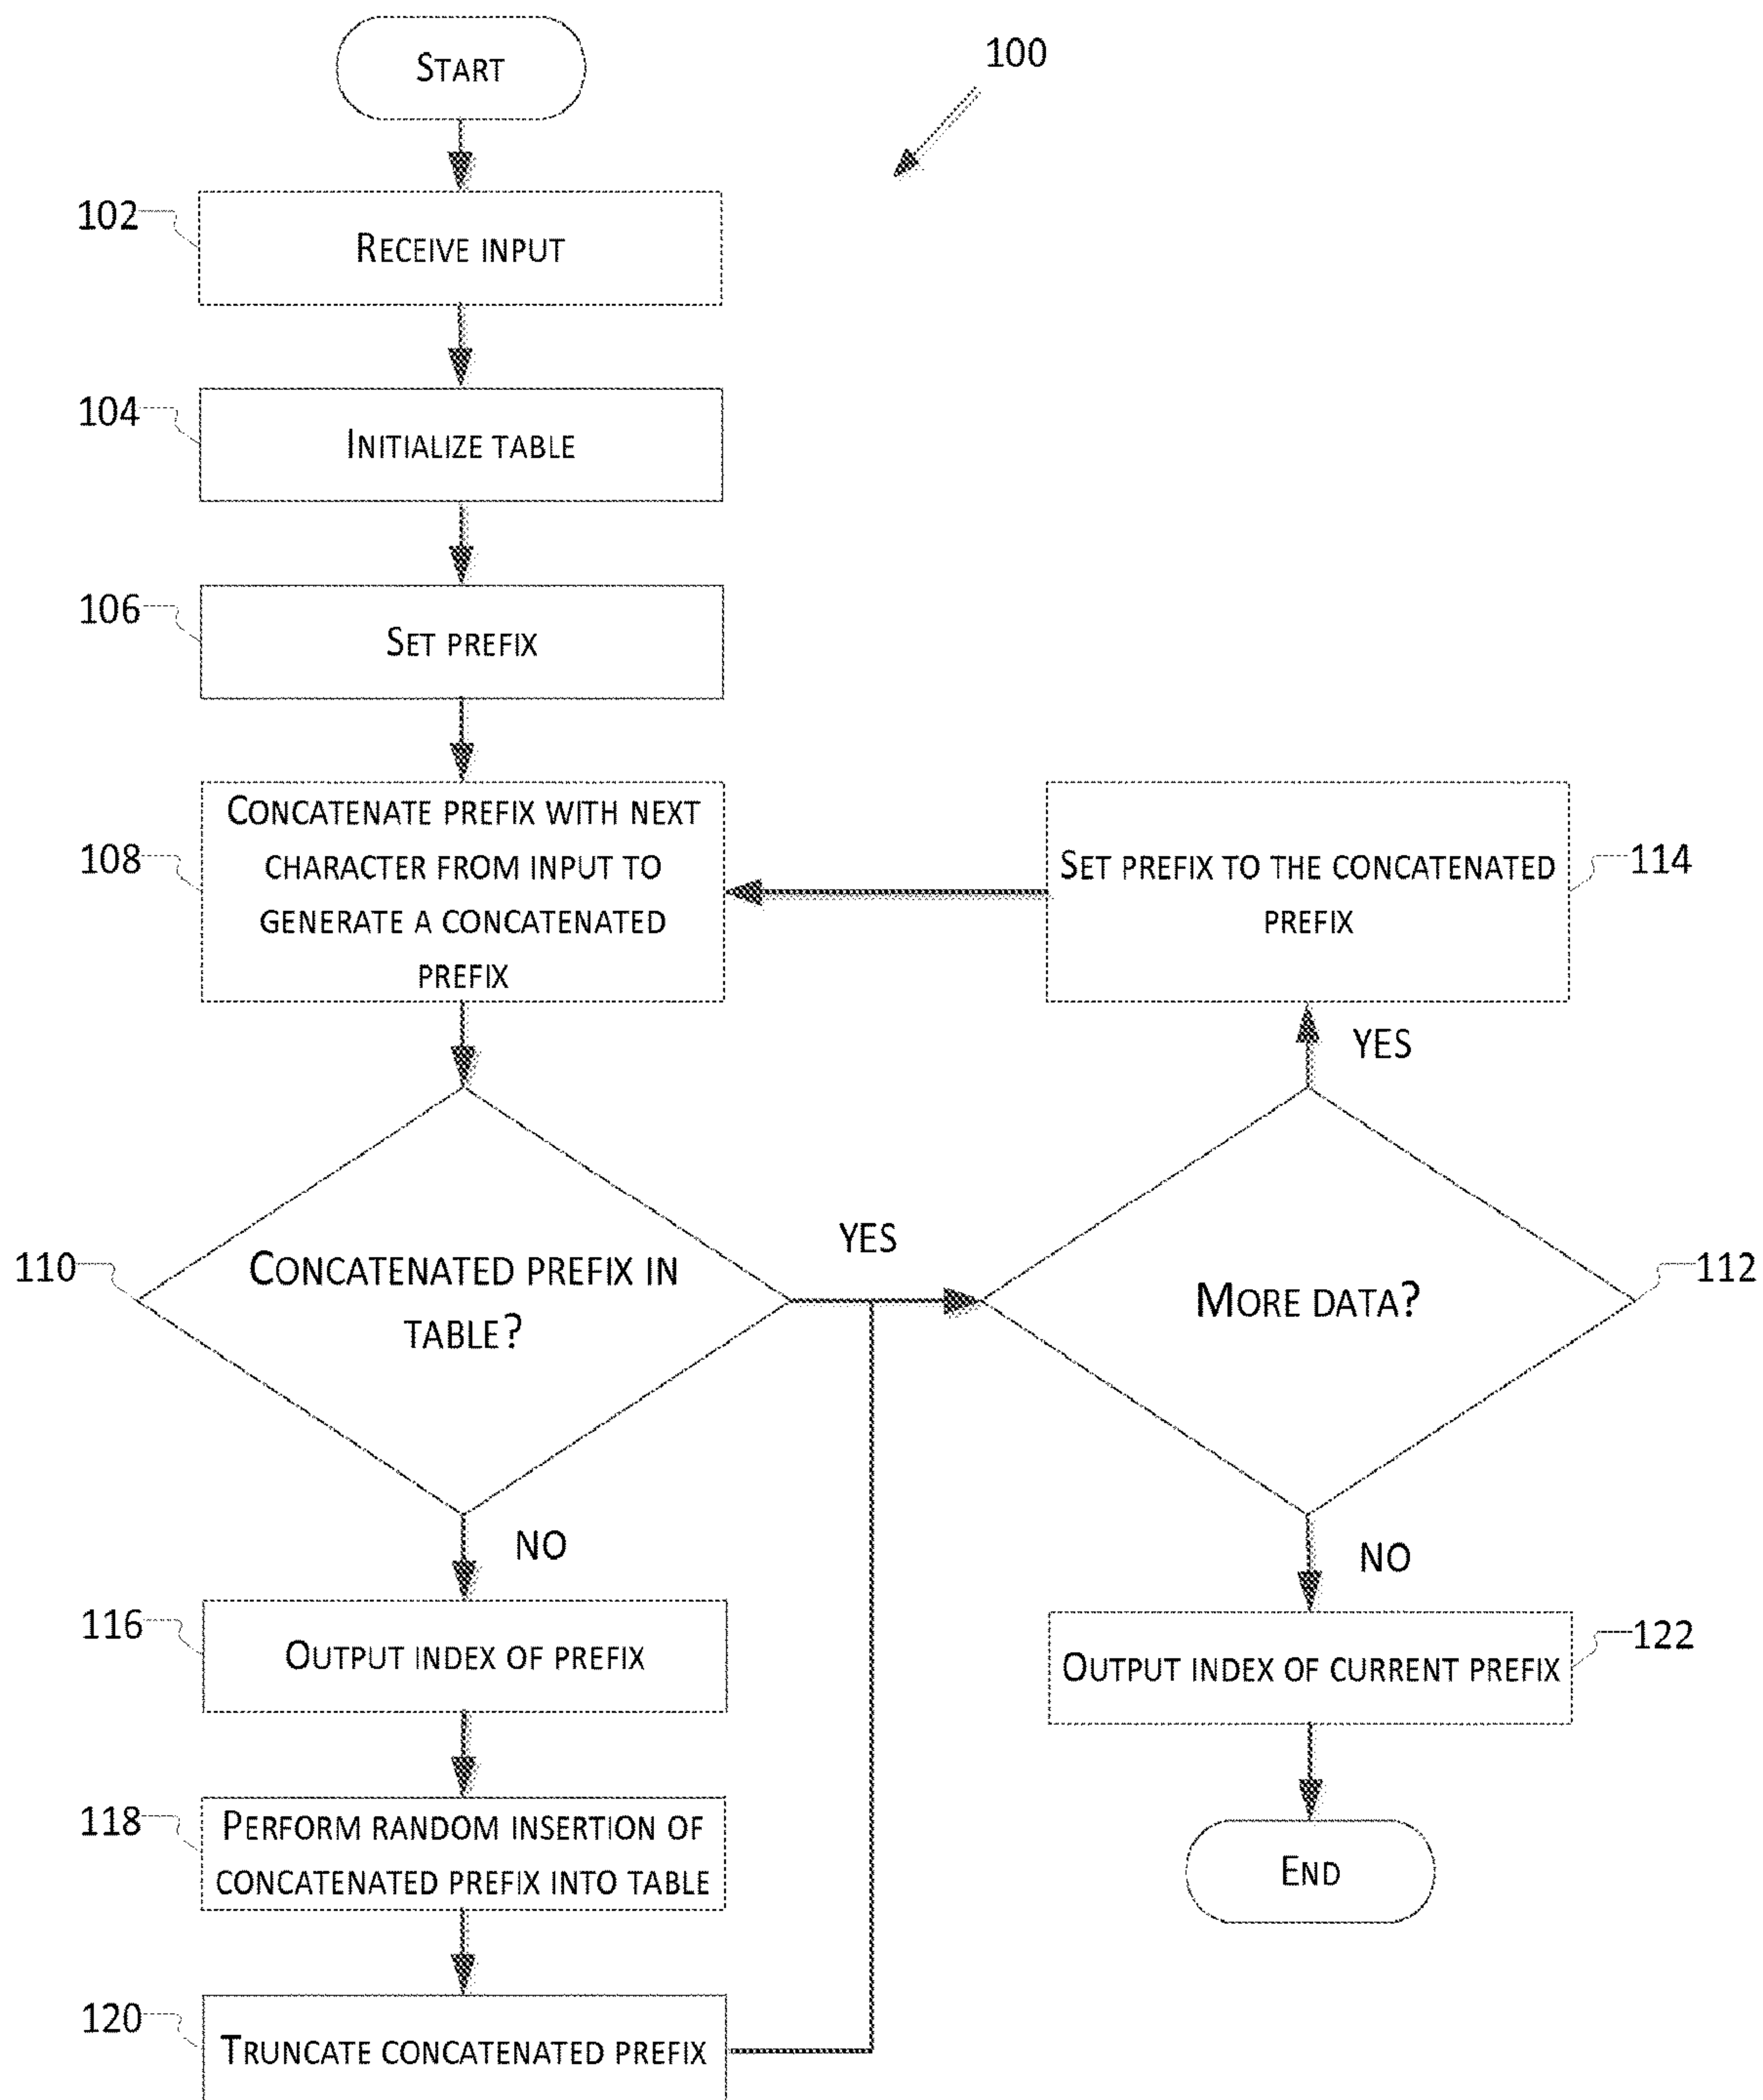 START
100
102
RECEIVE INPUT
104
INITIALIZE TABLE
106
SET PREFIX
108
CONCATENATE PREFIX WITH NEXT
CHARACTER FROM INPUT TO
GENERATE A CONCATENATED
PREFIX
SET PREFIX TO THE CONCATENATED
PREFIX
114
YES
110
CONCATENATED PREFIX IN
TABLE?
YES
MORE DATA?
112
NO
NO
116
OUTPUT INDEX OF PREFIX
OUTPUT INDEX OF CURRENT PREFIX
122
118
PERFORM RANDOM INSERTION OF
CONCATENATED PREFIX INTO TABLE
END
120
TRUNCATE CONCATENATED PREFIX